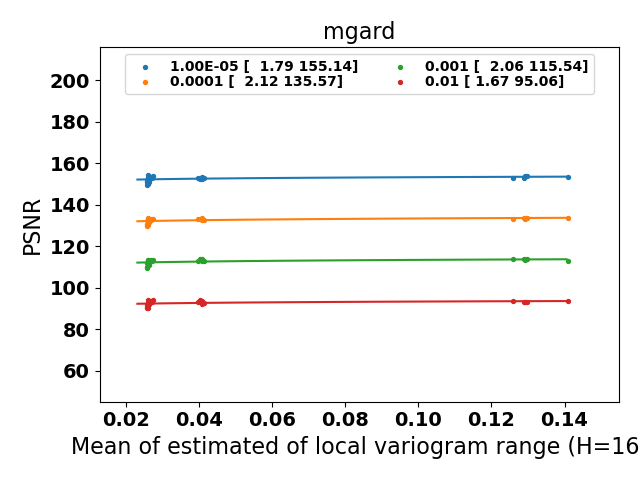 mgard
1.00E-05 [  1.79 155.14]
0.0001 [  2.12 135.57]
0.001 [  2.06 115.54]
0.01 [ 1.67 95.06]
PSNR
200
180
160
140
120
100
80
60
0.02 0.04 0.06 0.08 0.10 0.12 0.14
Mean of estimated of local variogram range (H=16